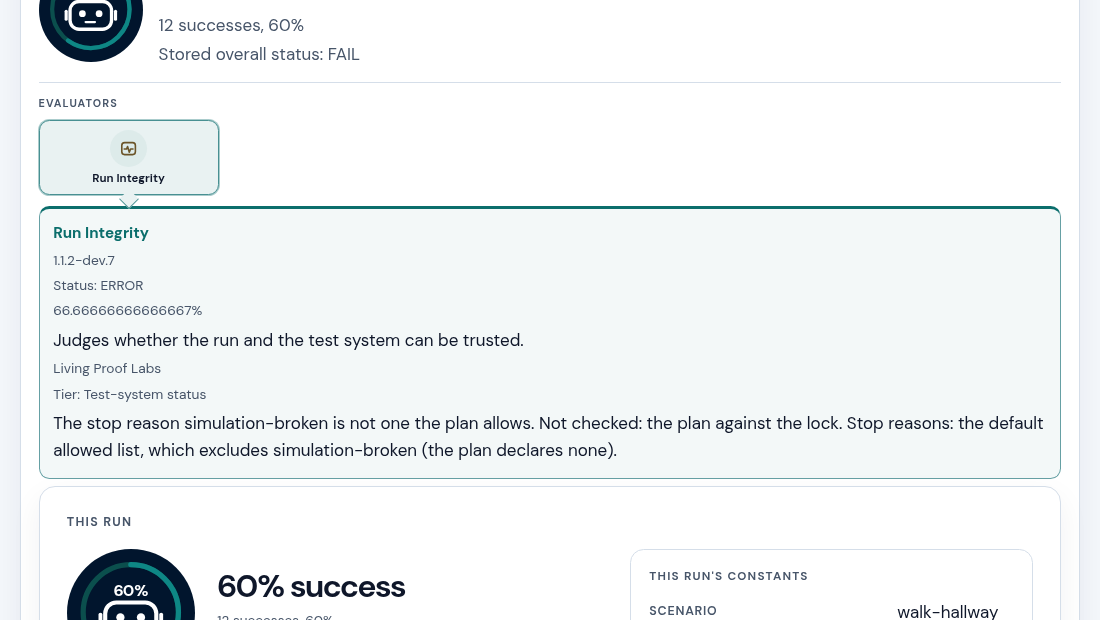 12 successes, 60%
Stored overall status: FAIL
EVALUATORS
Run Integrity
Run Integrity
1.1.2-dev.7
Status: ERROR
66.66666666666667%
Judges whether the run and the test system can be trusted.
Living Proof Labs
Tier: Test-system status
The stop reason simulation-broken is not one the plan allows. Not checked: the plan against the lock. Stop reasons: the default
allowed list, which excludes simulation-broken (the plan declares none).
THIS RUN
60%
60% success
12 successes, 60%
THIS RUN'S CONSTANTS
SCENARIO
walk-hallway